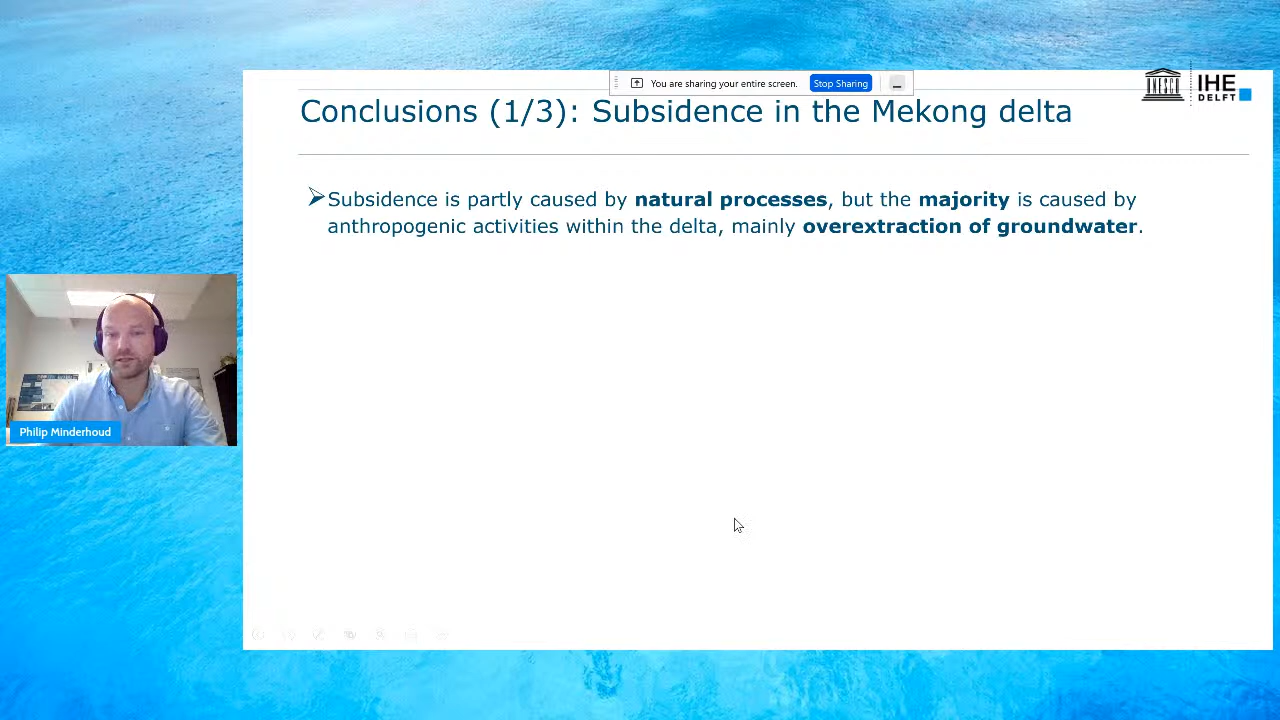 You are sharing your entire screen.
Stop Sharing
UNESCO
IHE
DELFT
Conclusions (1/3): Subsidence in the Mekong delta
➢Subsidence is partly caused by natural processes, but the majority is caused by
anthropogenic activities within the delta, mainly overextraction of groundwater.
Philip Minderhoud